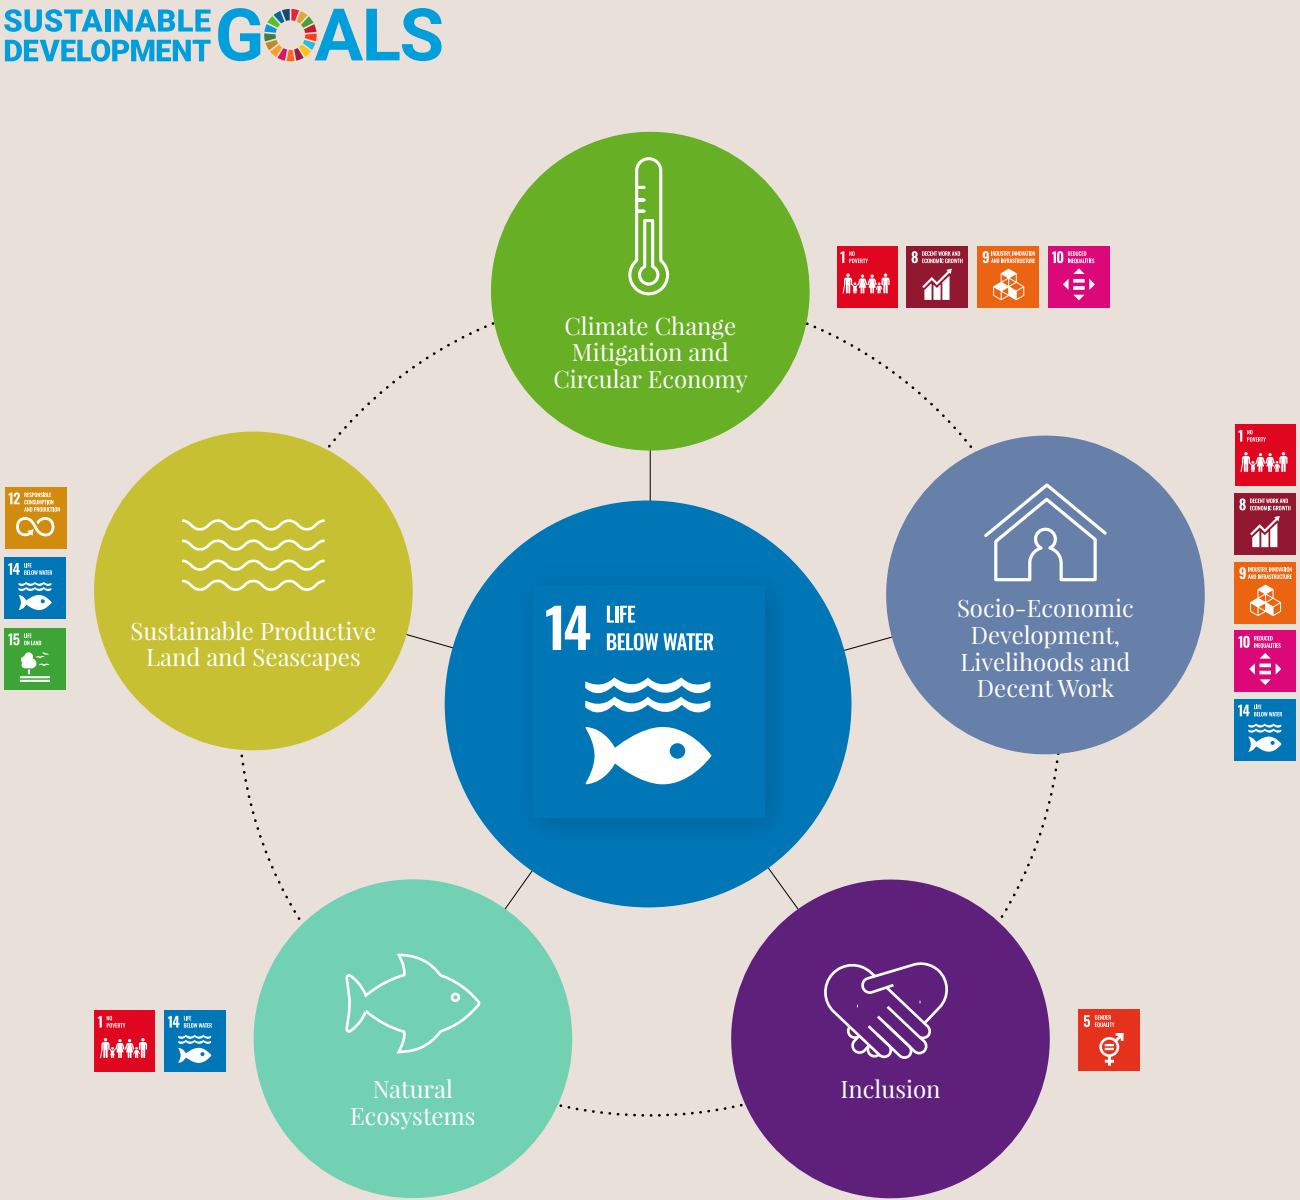 SUSTAINABLE
DEVELOPMENT
GOALS
Climate Change
Mitigation and
Circular Economy
1 NO
POVERTY
8 DECENT WORK AND
ECONOMIC GROWTH
9 INDUSTRY, INNOVATION
AND INFRASTRUCTURE
10 REDUCED
INEQUALITIES
Sustainable Productive
Land and Seascapes
12 RESPONSIBLE
CONSUMPTION
AND PRODUCTION
14 LIFE
BELOW WATER
15 LIFE
ON LAND
14 LIFE
BELOW WATER
Socio-Economic
Development,
Livelihoods and
Decent Work
1 NO
POVERTY
8 DECENT WORK AND
ECONOMIC GROWTH
9 INDUSTRY, INNOVATION
AND INFRASTRUCTURE
10 REDUCED
INEQUALITIES
14 LIFE
BELOW WATER
1 NO
POVERTY
14 LIFE
BELOW WATER
Natural
Ecosystems
Inclusion
5 GENDER
EQUALITY